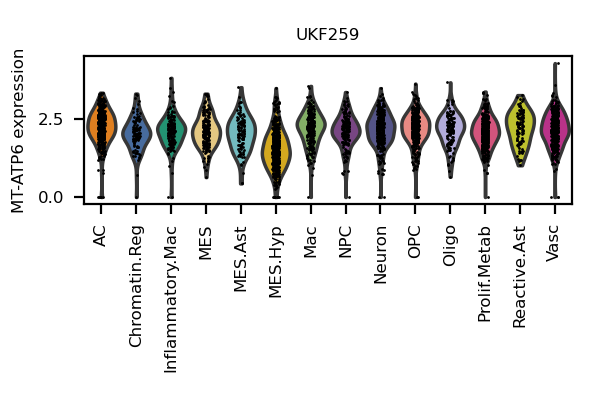 UKF259
MT-ATP6 expression
2.5
0.0
AC
Chromatin.Reg
Inflammatory.Mac
MES
MES.Ast
MES.Hyp
Mac
NPC
Neuron
OPC
Oligo
Prolif.Metab
Reactive.Ast
Vasc